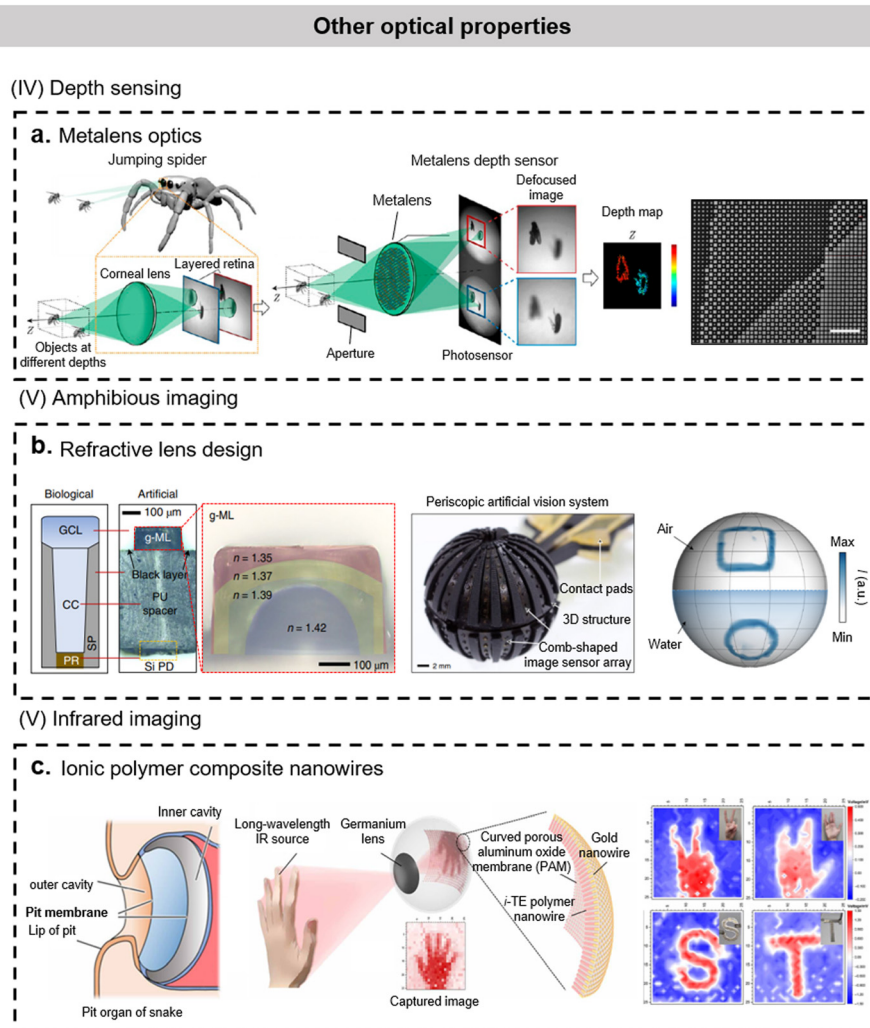 Other optical properties
(IV) Depth sensing
a. Metalens optics
Jumping spider
Corneal lens
Layered retina
z
Objects at
different depths
Metalens depth sensor
Metalens
z
Aperture
Photosensor
Defocused
image
Depth map
z
(V) Amphibious imaging
b. Refractive lens design
Biological
GCL
CC
SP
PR
Artificial
100 µm
g-ML
Black layer
PU
spacer
Si PD
g-ML
n = 1.35
n = 1.37
n = 1.39
n = 1.42
100 µm
Periscopic artificial vision system
Contact pads
3D structure
Comb-shaped
image sensor array
2 mm
Air
Water
Max
I (a.u.)
Min
(V) Infrared imaging
c. Ionic polymer composite nanowires
Inner cavity
outer cavity
Pit membrane
Lip of pit
Pit organ of snake
Long-wavelength
IR source
Germanium
lens
Captured image
Curved porous
aluminum oxide
membrane (PAM)
Gold
nanowire
i-TE polymer
nanowire